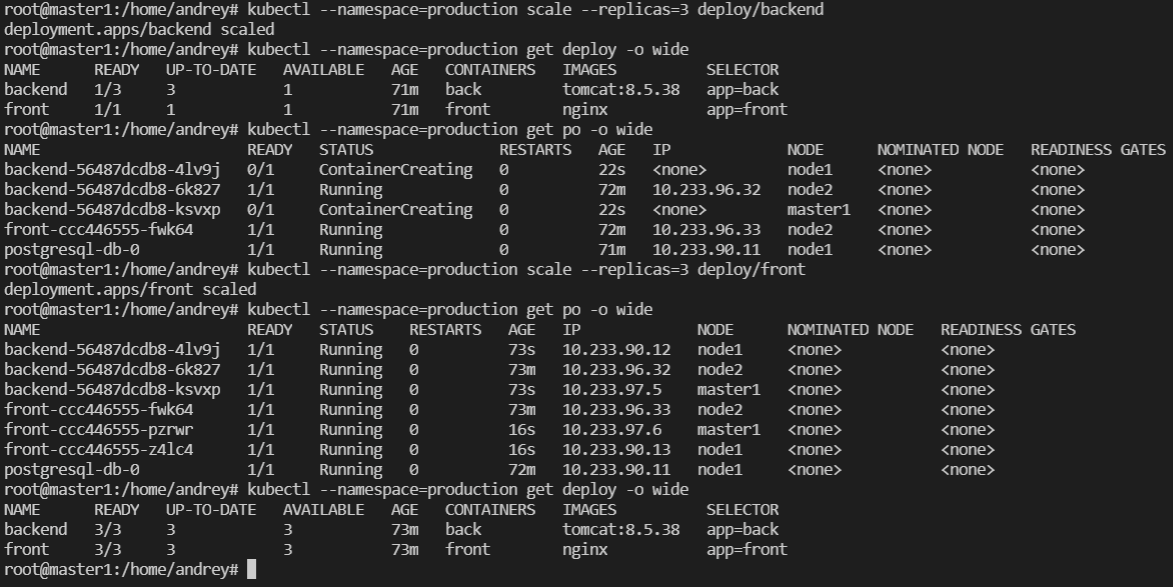 root@master1:/home/andrey# kubectl --namespace=production scale --replicas=3 deploy/backend
deployment.apps/backend scaled
root@master1:/home/andrey# kubectl --namespace=production get deploy -o wide
NAME      READY   UP-TO-DATE   AVAILABLE   AGE   CONTAINERS   IMAGES          SELECTOR
backend   1/3     3            1           71m   back         tomcat:8.5.38   app=back
front     1/1     1            1           71m   front        nginx           app=front
root@master1:/home/andrey# kubectl --namespace=production get po -o wide
NAME                       READY   STATUS              RESTARTS   AGE   IP             NODE      NOMINATED NODE   READINESS GATES
backend-56487dcdb8-4lv9j   0/1     ContainerCreating   0          22s   <none>         node1     <none>           <none>
backend-56487dcdb8-6k827   1/1     Running             0          72m   10.233.96.32   node2     <none>           <none>
backend-56487dcdb8-ksvxp   0/1     ContainerCreating   0          22s   <none>         master1   <none>           <none>
front-ccc446555-fwk64      1/1     Running             0          72m   10.233.96.33   node2     <none>           <none>
postgresql-db-0            1/1     Running             0          71m   10.233.90.11   node1     <none>           <none>
root@master1:/home/andrey# kubectl --namespace=production scale --replicas=3 deploy/front
deployment.apps/front scaled
root@master1:/home/andrey# kubectl --namespace=production get po -o wide
NAME                       READY   STATUS    RESTARTS   AGE   IP             NODE      NOMINATED NODE   READINESS GATES
backend-56487dcdb8-4lv9j   1/1     Running   0          73s   10.233.90.12   node1     <none>           <none>
backend-56487dcdb8-6k827   1/1     Running   0          73m   10.233.96.32   node2     <none>           <none>
backend-56487dcdb8-ksvxp   1/1     Running   0          73s   10.233.97.5    master1   <none>           <none>
front-ccc446555-fwk64      1/1     Running   0          73m   10.233.96.33   node2     <none>           <none>
front-ccc446555-pzrwr      1/1     Running   0          16s   10.233.97.6    master1   <none>           <none>
front-ccc446555-z4lc4      1/1     Running   0          16s   10.233.90.13   node1     <none>           <none>
postgresql-db-0            1/1     Running   0          72m   10.233.90.11   node1     <none>           <none>
root@master1:/home/andrey# kubectl --namespace=production get deploy -o wide
NAME      READY   UP-TO-DATE   AVAILABLE   AGE   CONTAINERS   IMAGES          SELECTOR
backend   3/3     3            3           73m   back         tomcat:8.5.38   app=back
front     3/3     3            3           73m   front        nginx           app=front
root@master1:/home/andrey#